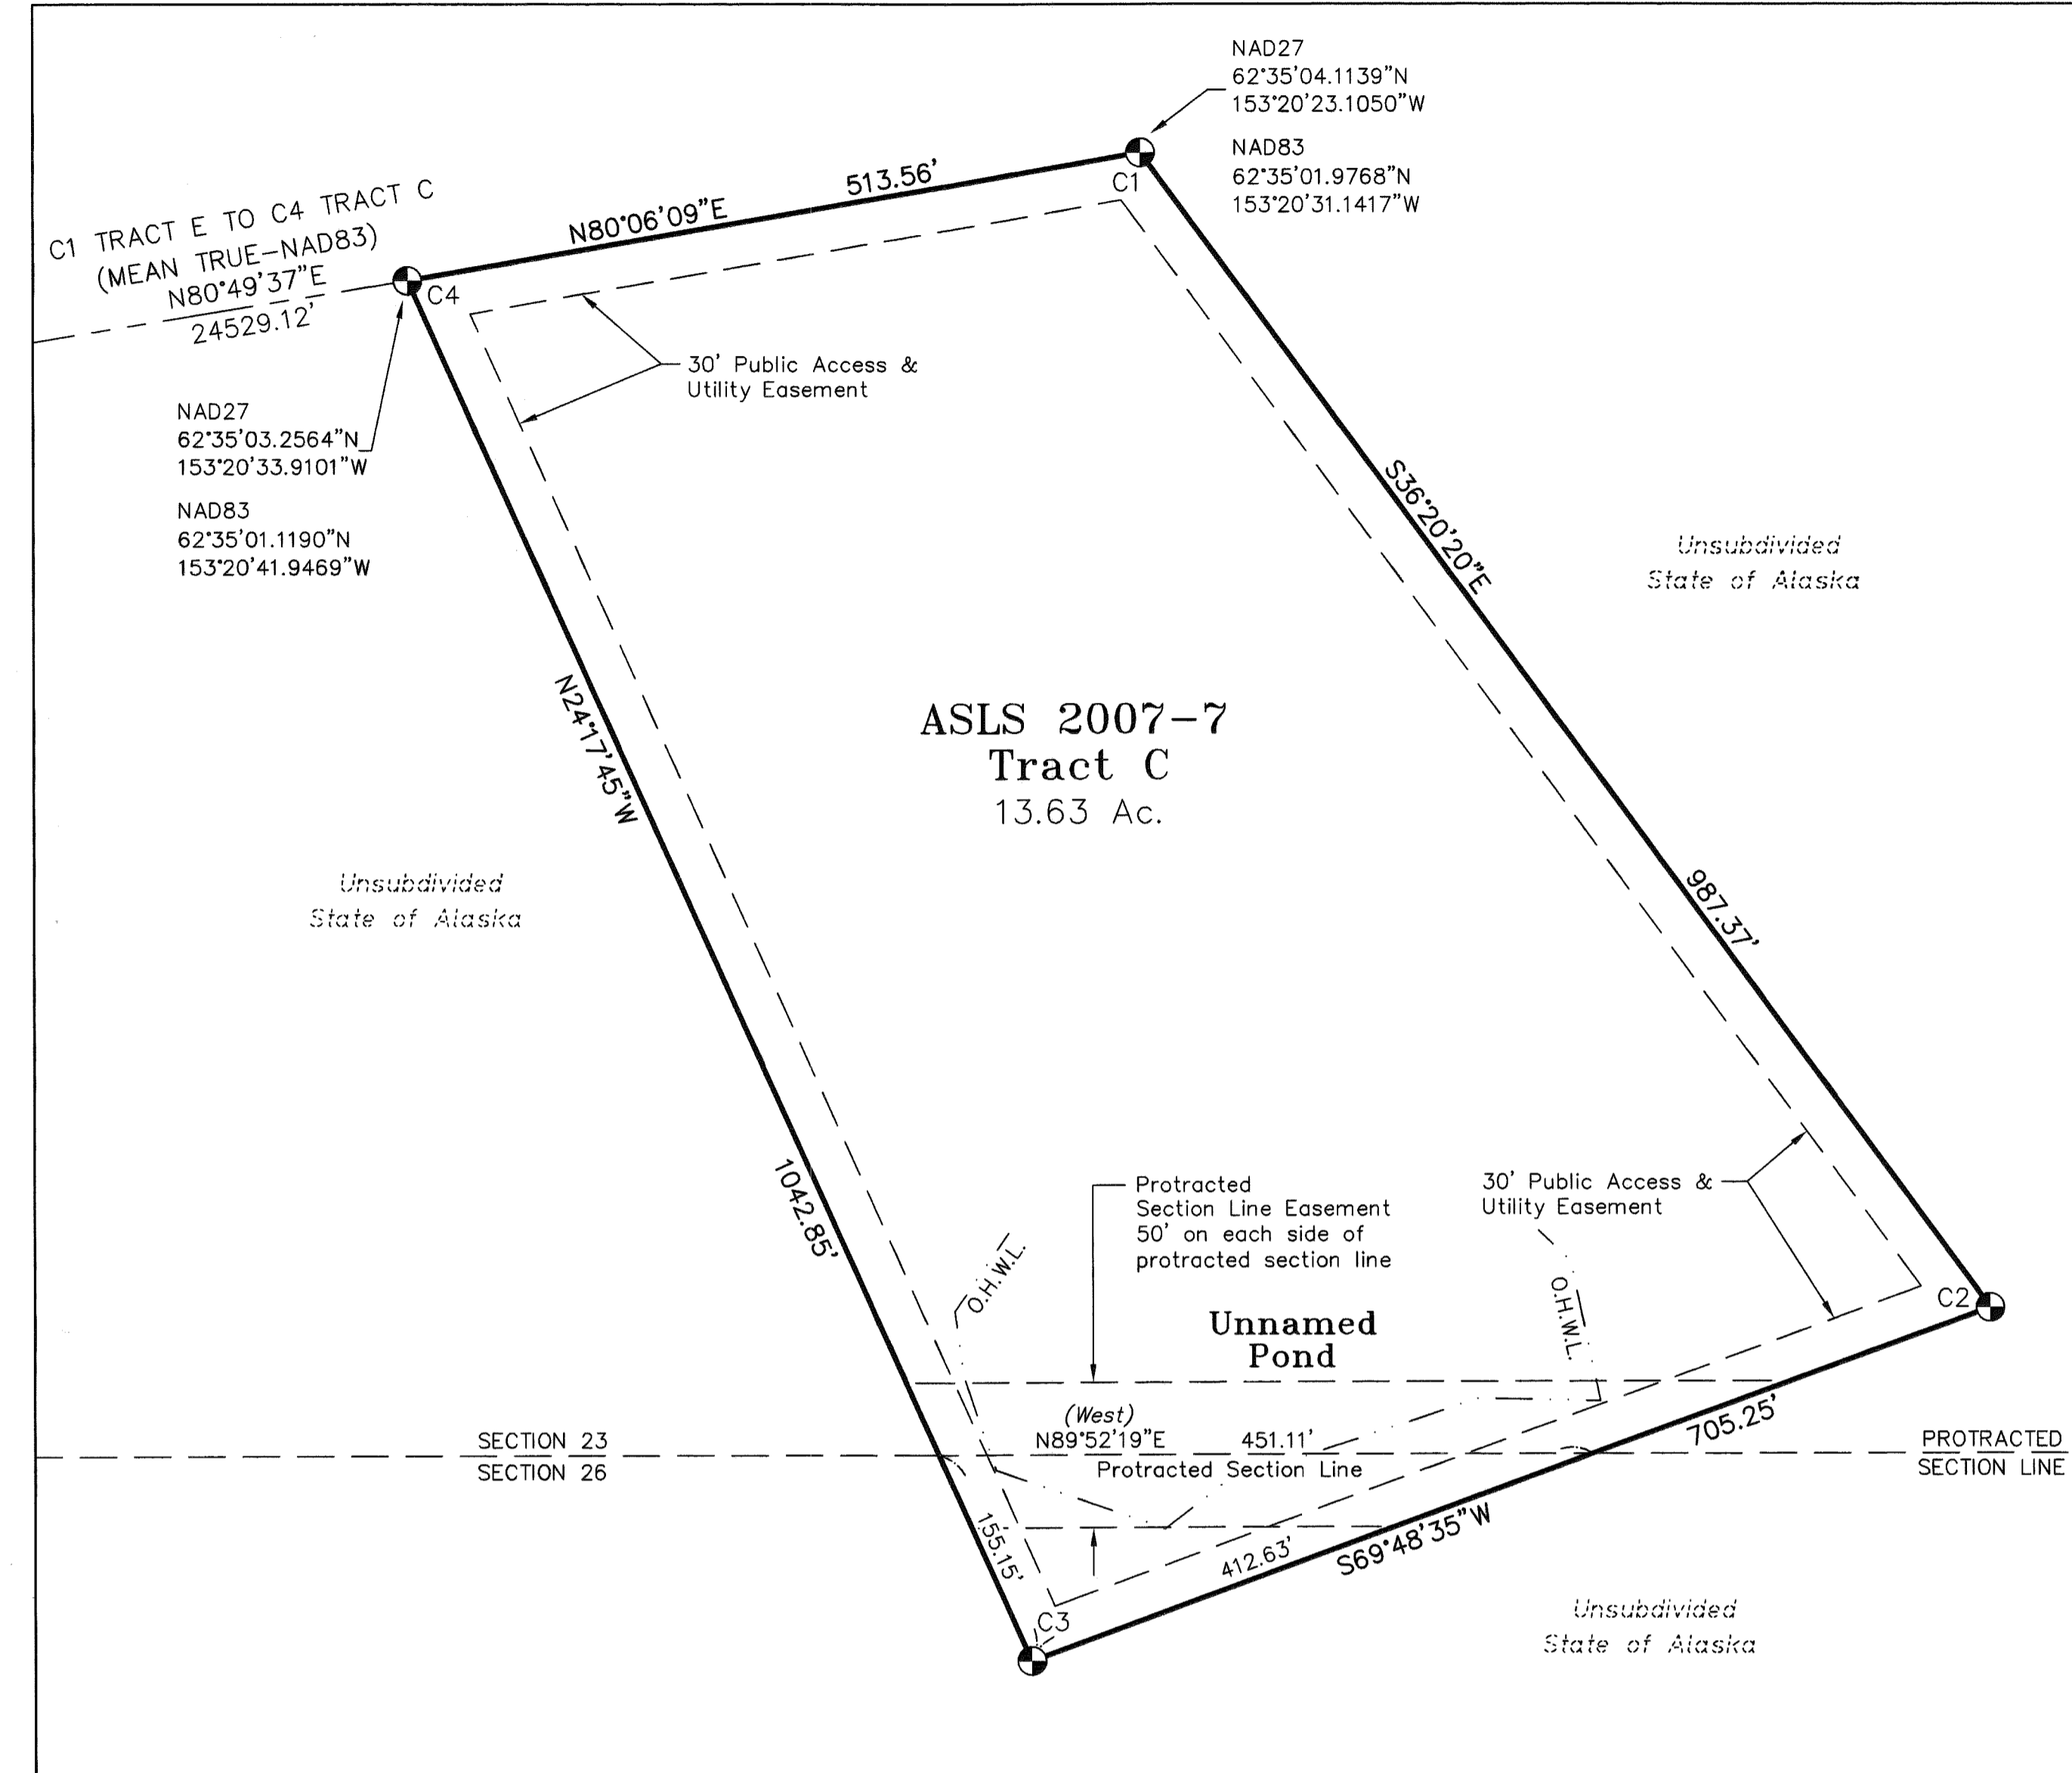 NAD27
62°35'04.1139"N
153°20'23.1050"W
NAD83
62°35'01.9768"N
153°20'31.1417"W
C1
513.56'
N80°06'09"E
C1 TRACT E TO C4 TRACT C
(MEAN TRUE-NAD83)
N80°49'37"E
24529.12'
C4
30' Public Access &
Utility Easement
NAD27
62°35'03.2564"N
153°20'33.9101"W
NAD83
62°35'01.1190"N
153°20'41.9469"W
S36°20'20"E
Unsubdivided
State of Alaska
N24°17'45"W
ASLS 2007-7
Tract C
13.63 Ac.
Unsubdivided
State of Alaska
987.37'
1042.85'
Protracted
Section Line Easement
50' on each side of
protracted section line
30' Public Access &
Utility Easement
O.H.W.L.
O.H.W.L.
C2
Unnamed
Pond
(West)
N89°52'19"E 451.11'
Protracted Section Line
705.25'
SECTION 23
SECTION 26
PROTRACTED
SECTION LINE
155.15'
412.63'
S69°48'35"W
C3
Unsubdivided
State of Alaska